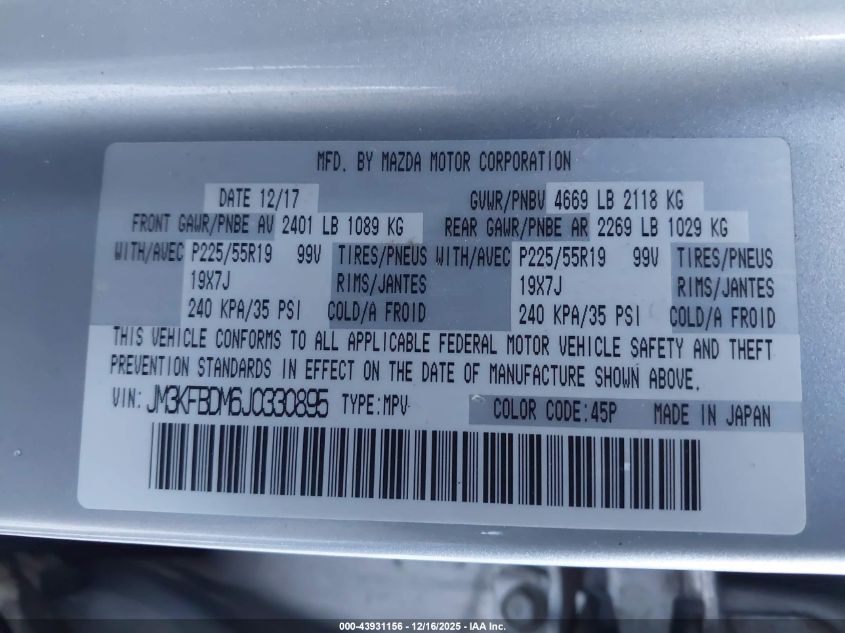 MFD. BY MAZDA MOTOR CORPORATION
DATE 12/17 GVWR/PNBV 4669 LB 2118 KG
FRONT GAWR/PNBE AV 2401 LB 1089 KG REAR GAWR/PNBE AR 2269 LB 1029 KG
WITH/AVEC P225/55R19 99V TIRES/PNEUS WITH/AVEC P225/55R19 99V TIRES/PNEUS
19X7J RIMS/JANTES 19X7J RIMS/JANTES
240 KPA/35 PSI COLD/A FROID 240 KPA/35 PSI COLD/A FROID
THIS VEHICLE CONFORMS TO ALL APPLICABLE FEDERAL MOTOR VEHICLE SAFETY AND THEFT
PREVENTION STANDARDS IN EFFECT ON THE DATE OF MANUFACTURE SHOWN ABOVE.
VIN: JM3KFBDM6J0330895 TYPE:MPV COLOR CODE:45P MADE IN JAPAN
000-43931156 - 12/16/2025 - IAA Inc.